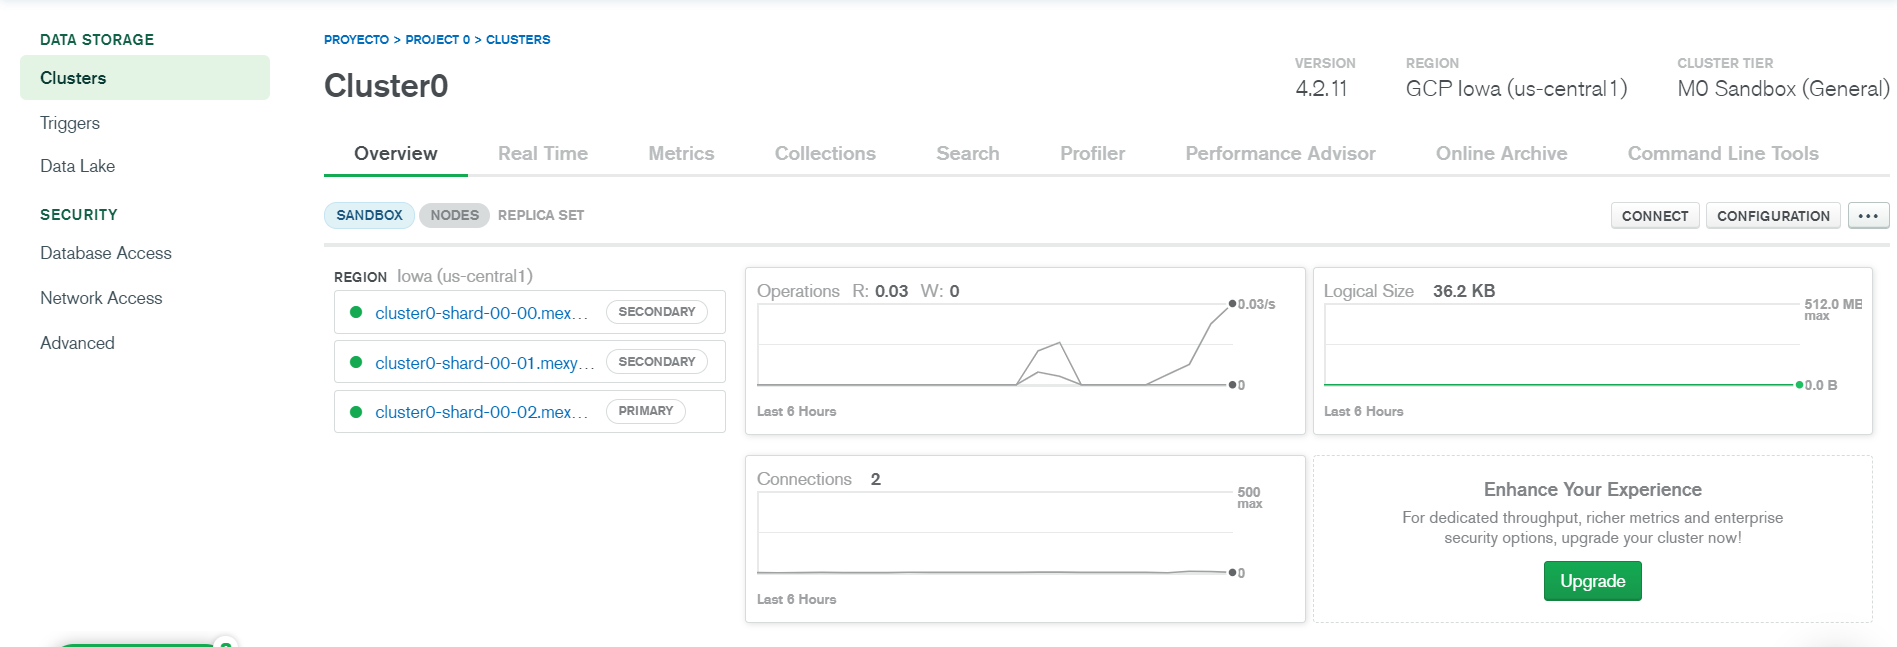 DATA STORAGE
Clusters
Triggers
Data Lake
SECURITY
Database Access
Network Access
Advanced
PROYECTO > PROJECT 0 > CLUSTERS
Cluster0
VERSION
4.2.11
REGION
GCP Iowa (us-central1)
CLUSTER TIER
M0 Sandbox (General)
Overview Real Time Metrics Collections Search Profiler Performance Advisor Online Archive Command Line Tools
SANDBOX NODES REPLICA SET
CONNECT CONFIGURATION ...
REGION Iowa (us-central1)
cluster0-shard-00-00.mex... SECONDARY
cluster0-shard-00-01.mexy... SECONDARY
cluster0-shard-00-02.mex... PRIMARY
Operations R: 0.03 W: 0
0.03/s
0
Last 6 Hours
Logical Size 36.2 KB
512.0 MB
max
0.0 B
Last 6 Hours
Connections 2
500
max
0
Last 6 Hours
Enhance Your Experience
For dedicated throughput, richer metrics and enterprise
security options, upgrade your cluster now!
Upgrade